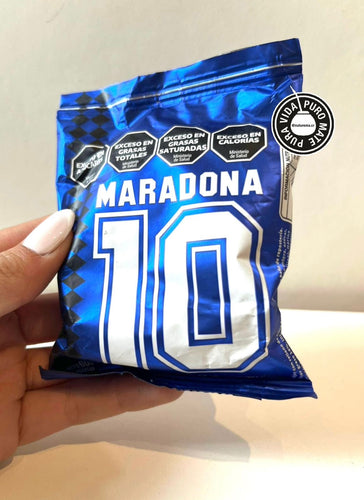 EXCESO EN
AZÚCARES
EXCESO EN
GRASAS
TOTALES
Ministerio
de Salud
EXCESO EN
GRASAS
SATURADAS
Ministerio
de Salud
EXCESO EN
CALORÍAS
Ministerio
de Salud
PURA VIDA PURO MATE
MARADONA
10